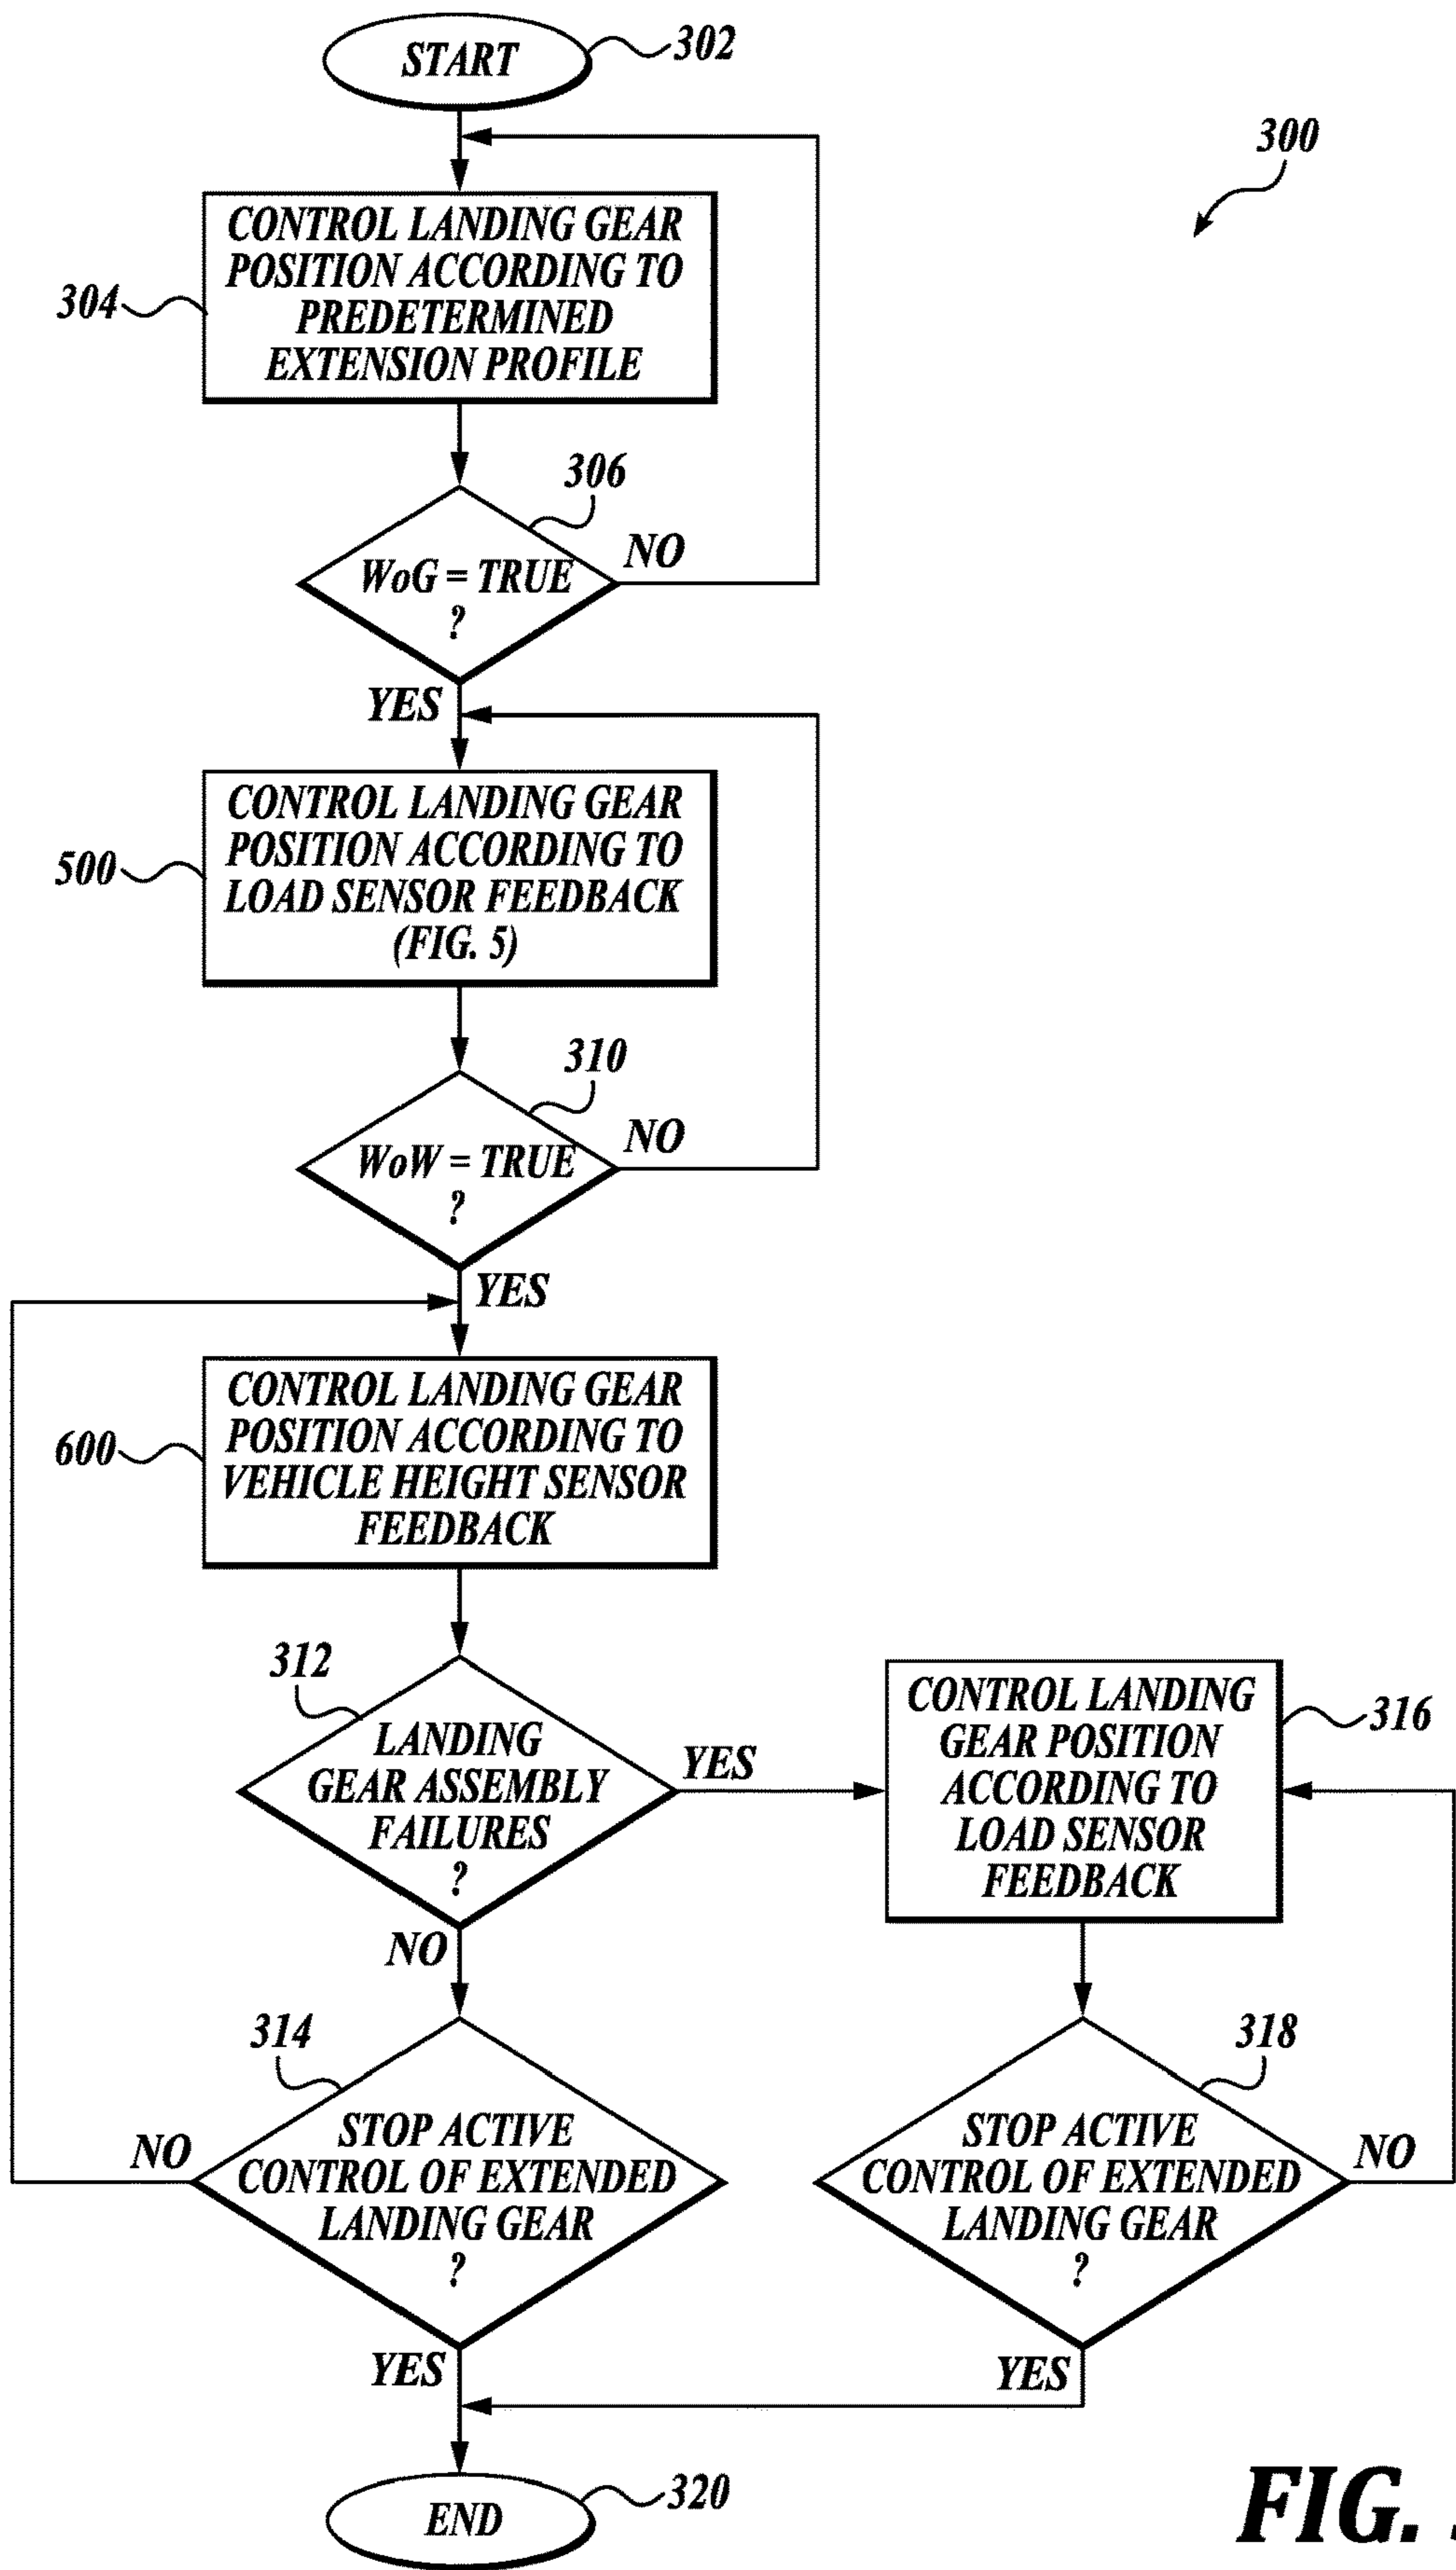 START
302
300
CONTROL LANDING GEAR
POSITION ACCORDING TO
PREDETERMINED
EXTENSION PROFILE
304
306
WoG = TRUE
?
NO
YES
CONTROL LANDING GEAR
POSITION ACCORDING TO
LOAD SENSOR FEEDBACK
(FIG. 5)
500
310
WoW = TRUE
?
NO
YES
CONTROL LANDING GEAR
POSITION ACCORDING TO
VEHICLE HEIGHT SENSOR
FEEDBACK
600
312
LANDING
GEAR ASSEMBLY
FAILURES
?
YES
NO
CONTROL LANDING
GEAR POSITION
ACCORDING TO
LOAD SENSOR
FEEDBACK
316
314
STOP ACTIVE
CONTROL OF EXTENDED
LANDING GEAR
?
NO
YES
318
STOP ACTIVE
CONTROL OF EXTENDED
LANDING GEAR
?
NO
YES
END
320
FIG.